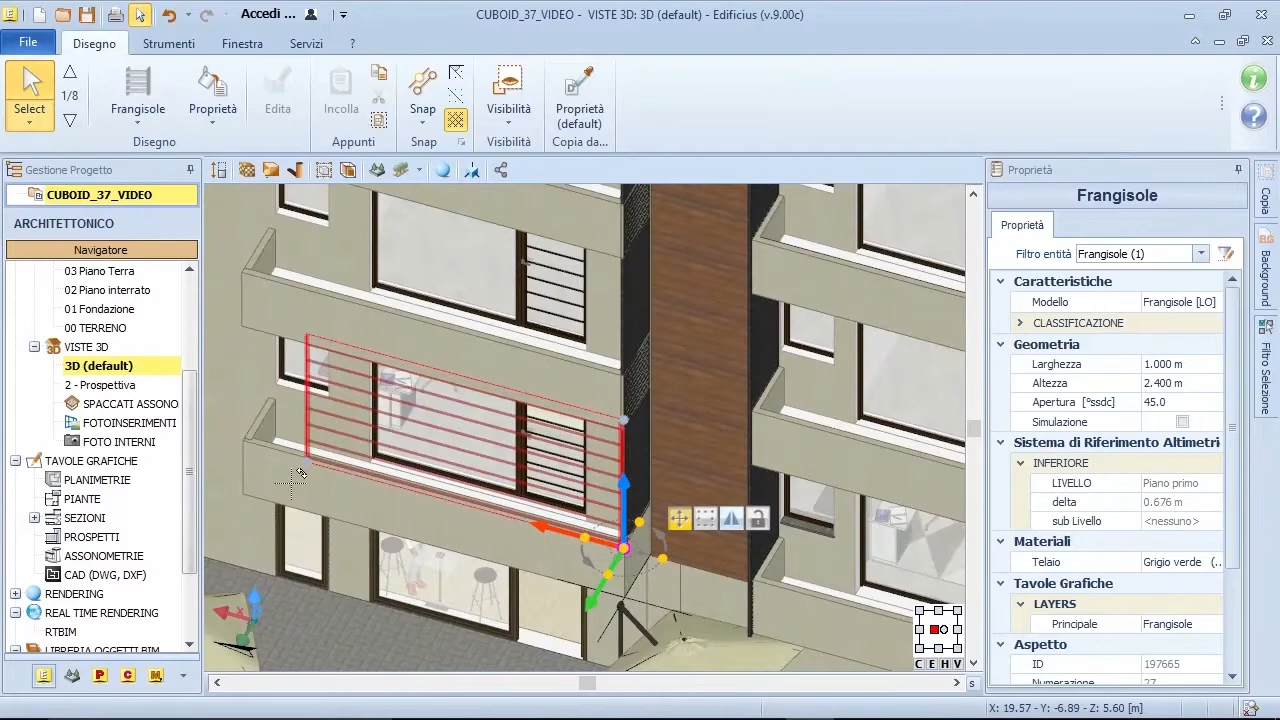 Accedi ...
CUBOID_37_VIDEO - VISTE 3D: 3D (default) - Edificius (v.9.00c)
File
Disegno
Strumenti
Finestra
Servizi
?
Select
1/8
Frangisole
Proprietà
Edita
Incolla
Snap
Visibilità
Proprietà
(default)
Disegno
Appunti
Snap
Visibilità
Copia da...
Gestione Progetto
CUBOID_37_VIDEO
ARCHITETTONICO
Navigatore
03 Piano Terra
02 Piano interrato
01 Fondazione
00 TERRENO
VISTE 3D
3D (default)
2 - Prospettiva
SPACCATI ASSONO
FOTOINSERIMENTI
FOTO INTERNI
TAVOLE GRAFICHE
PLANIMETRIE
PIANTE
SEZIONI
PROSPETTI
ASSONOMETRIE
CAD (DWG, DXF)
RENDERING
REAL TIME RENDERING
RTBIM
LIBRERIA OGGETTI BIM
C E H V
s
Proprietà
Frangisole
Proprietà
Filtro entità Frangisole (1)
Caratteristiche
Modello Frangisole [LO]
CLASSIFICAZIONE
Geometria
Larghezza 1.000 m
Altezza 2.400 m
Apertura [°ssdc] 45.0
Simulazione
Sistema di Riferimento Altimetri
INFERIORE
LIVELLO Piano primo
delta 0.676 m
sub Livello <nessuno>
Materiali
Telaio Grigio verde (..
Tavole Grafiche
LAYERS
Principale Frangisole
Aspetto
ID 197665
Numerazione 27
Copia
Background
Filtro Selezione
X: 19.57 - Y: -6.89 - Z: 5.60 [m]